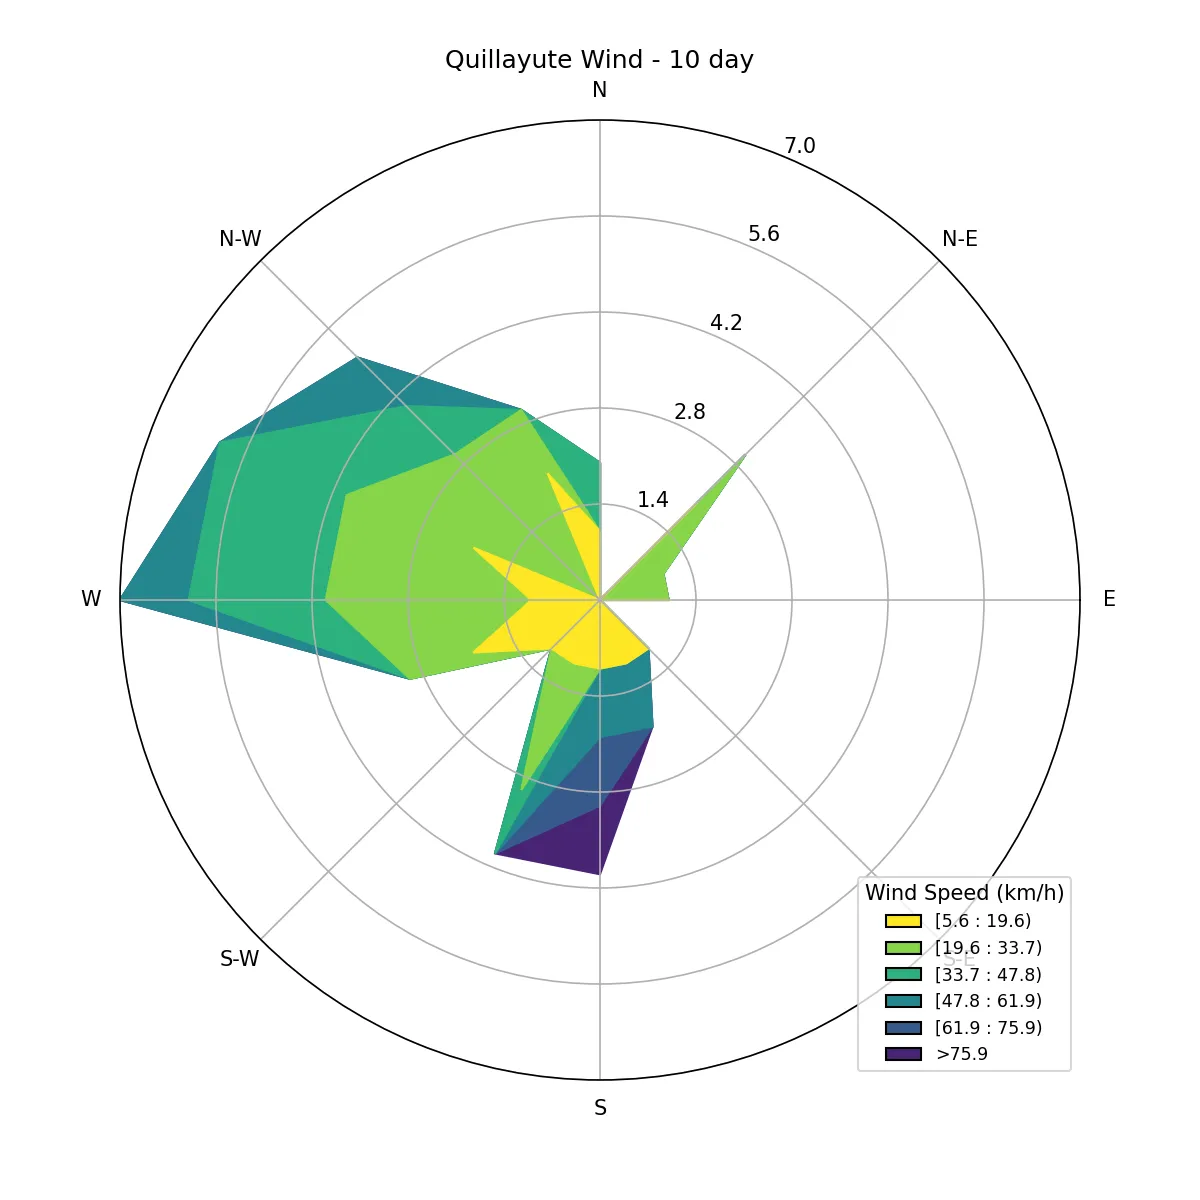 Quillayute Wind - 10 day
N
7.0
N-W
5.6
N-E
4.2
2.8
1.4
W
E
Wind Speed (km/h)
[5.6 : 19.6)
[19.6 : 33.7)
[33.7 : 47.8)
[47.8 : 61.9)
[61.9 : 75.9)
>75.9
S-W
S-E
S